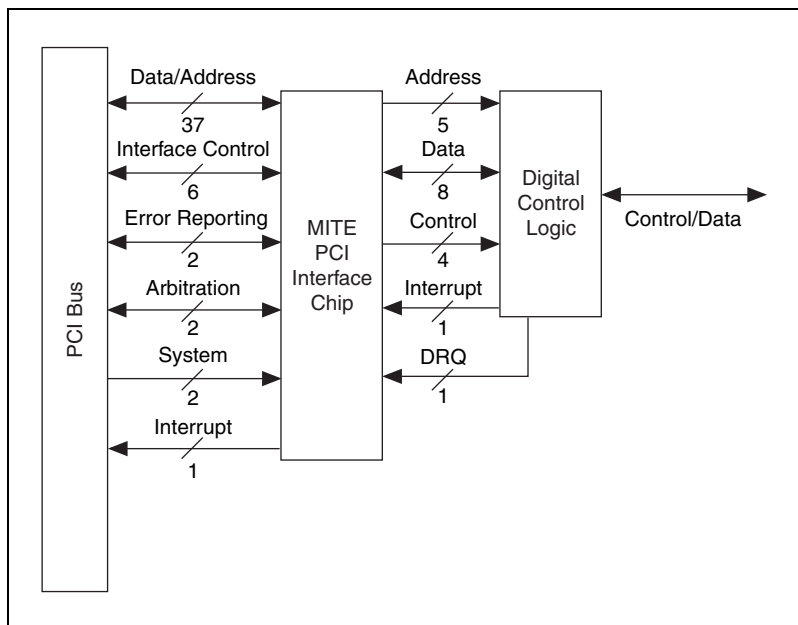 PCI Bus
Data/Address
37
Interface Control
6
Error Reporting
2
Arbitration
2
System
2
Interrupt
1
MITE
PCI
Interface
Chip
Address
5
Data
8
Control
4
Interrupt
1
DRQ
1
Digital
Control
Logic
Control/Data